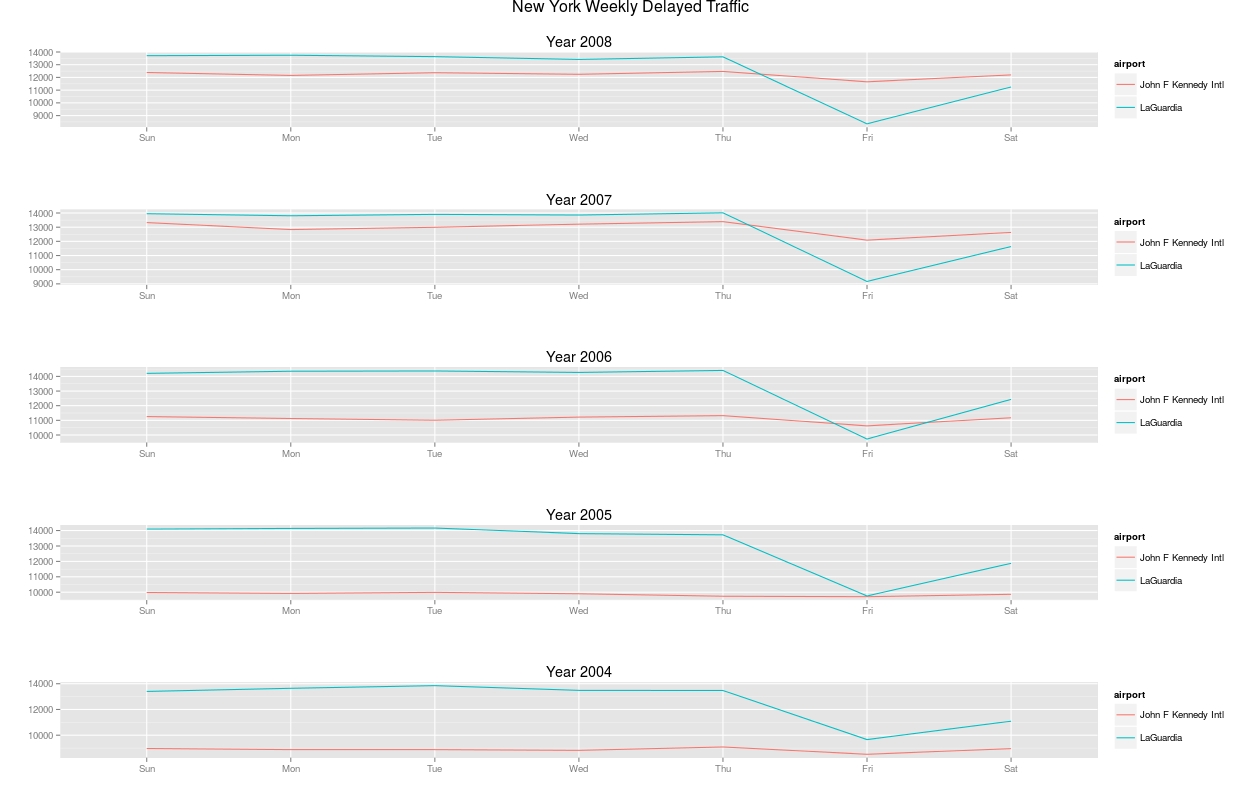 New York Weekly Delayed Traffic
Year 2008
14000
13000
12000
11000
10000
9000
Sun Mon Tue Wed Thu Fri Sat
airport
John F Kennedy Intl
LaGuardia
Year 2007
14000
13000
12000
11000
10000
9000
Sun Mon Tue Wed Thu Fri Sat
airport
John F Kennedy Intl
LaGuardia
Year 2006
14000
13000
12000
11000
10000
Sun Mon Tue Wed Thu Fri Sat
airport
John F Kennedy Intl
LaGuardia
Year 2005
14000
13000
12000
11000
10000
Sun Mon Tue Wed Thu Fri Sat
airport
John F Kennedy Intl
LaGuardia
Year 2004
14000
12000
10000
Sun Mon Tue Wed Thu Fri Sat
airport
John F Kennedy Intl
LaGuardia